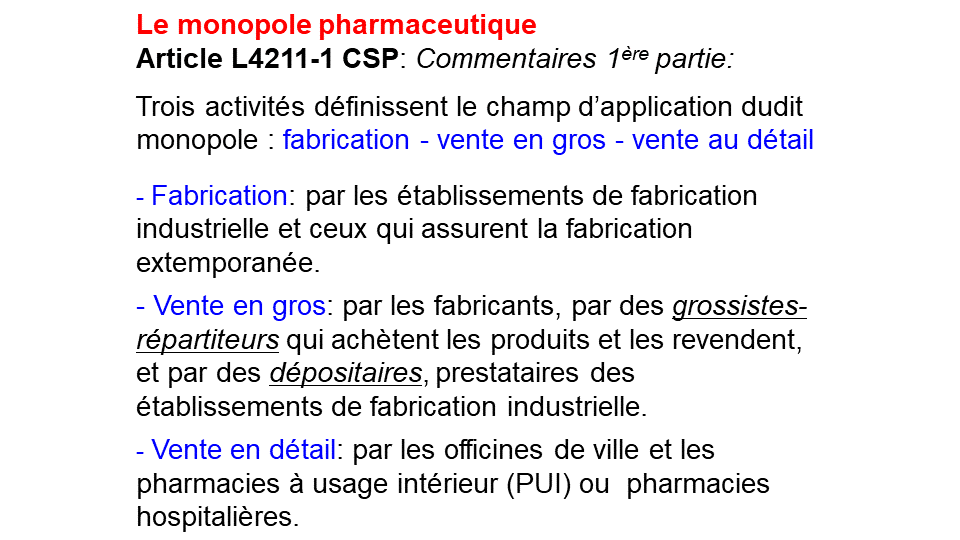 Le monopole pharmaceutique
Article L4211-1 CSP: Commentaires 1ère partie:
Trois activités définissent le champ d’application dudit
monopole : fabrication - vente en gros - vente au détail
- Fabrication: par les établissements de fabrication
industrielle et ceux qui assurent la fabrication
extemporanée.
- Vente en gros: par les fabricants, par des grossistes-
répartiteurs qui achètent les produits et les revendent,
et par des dépositaires, prestataires des
établissements de fabrication industrielle.
- Vente en détail: par les officines de ville et les
pharmacies à usage intérieur (PUI) ou  pharmacies
hospitalières.